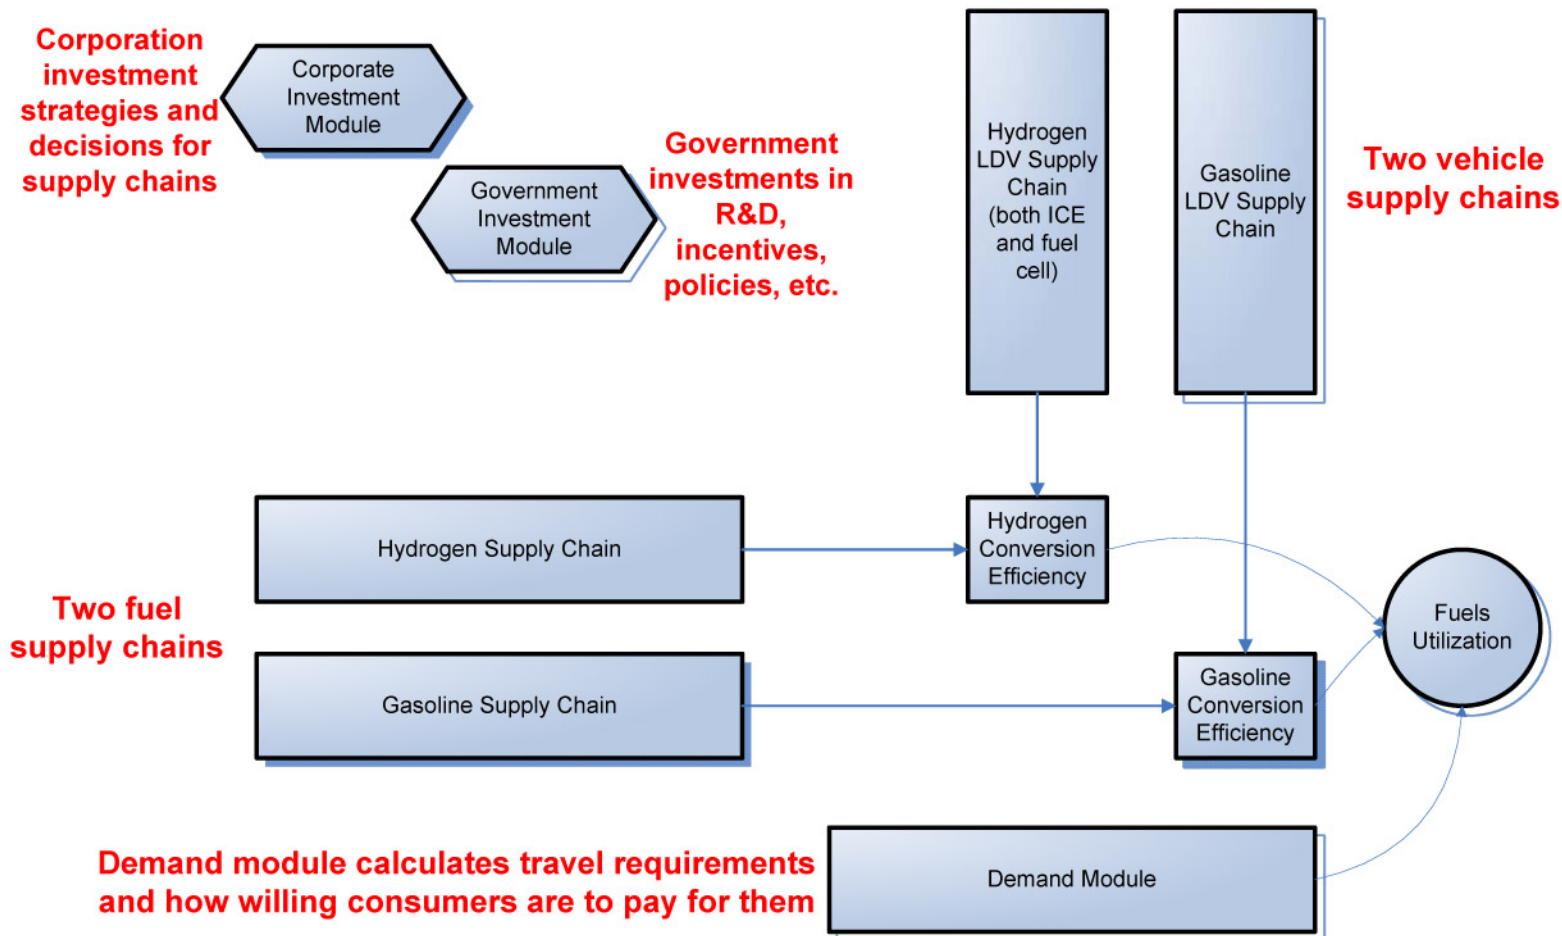 Corporation
investment
strategies and
decisions for
supply chains
Corporate
Investment
Module
Government
Investment
Module
Government
investments in
R&D,
incentives,
policies, etc.
Hydrogen
LDV Supply
Chain
(both ICE
and fuel
cell)
Gasoline
LDV Supply
Chain
Two vehicle
supply chains
Two fuel
supply chains
Hydrogen Supply Chain
Hydrogen
Conversion
Efficiency
Gasoline Supply Chain
Gasoline
Conversion
Efficiency
Fuels
Utilization
Demand module calculates travel requirements
and how willing consumers are to pay for them
Demand Module